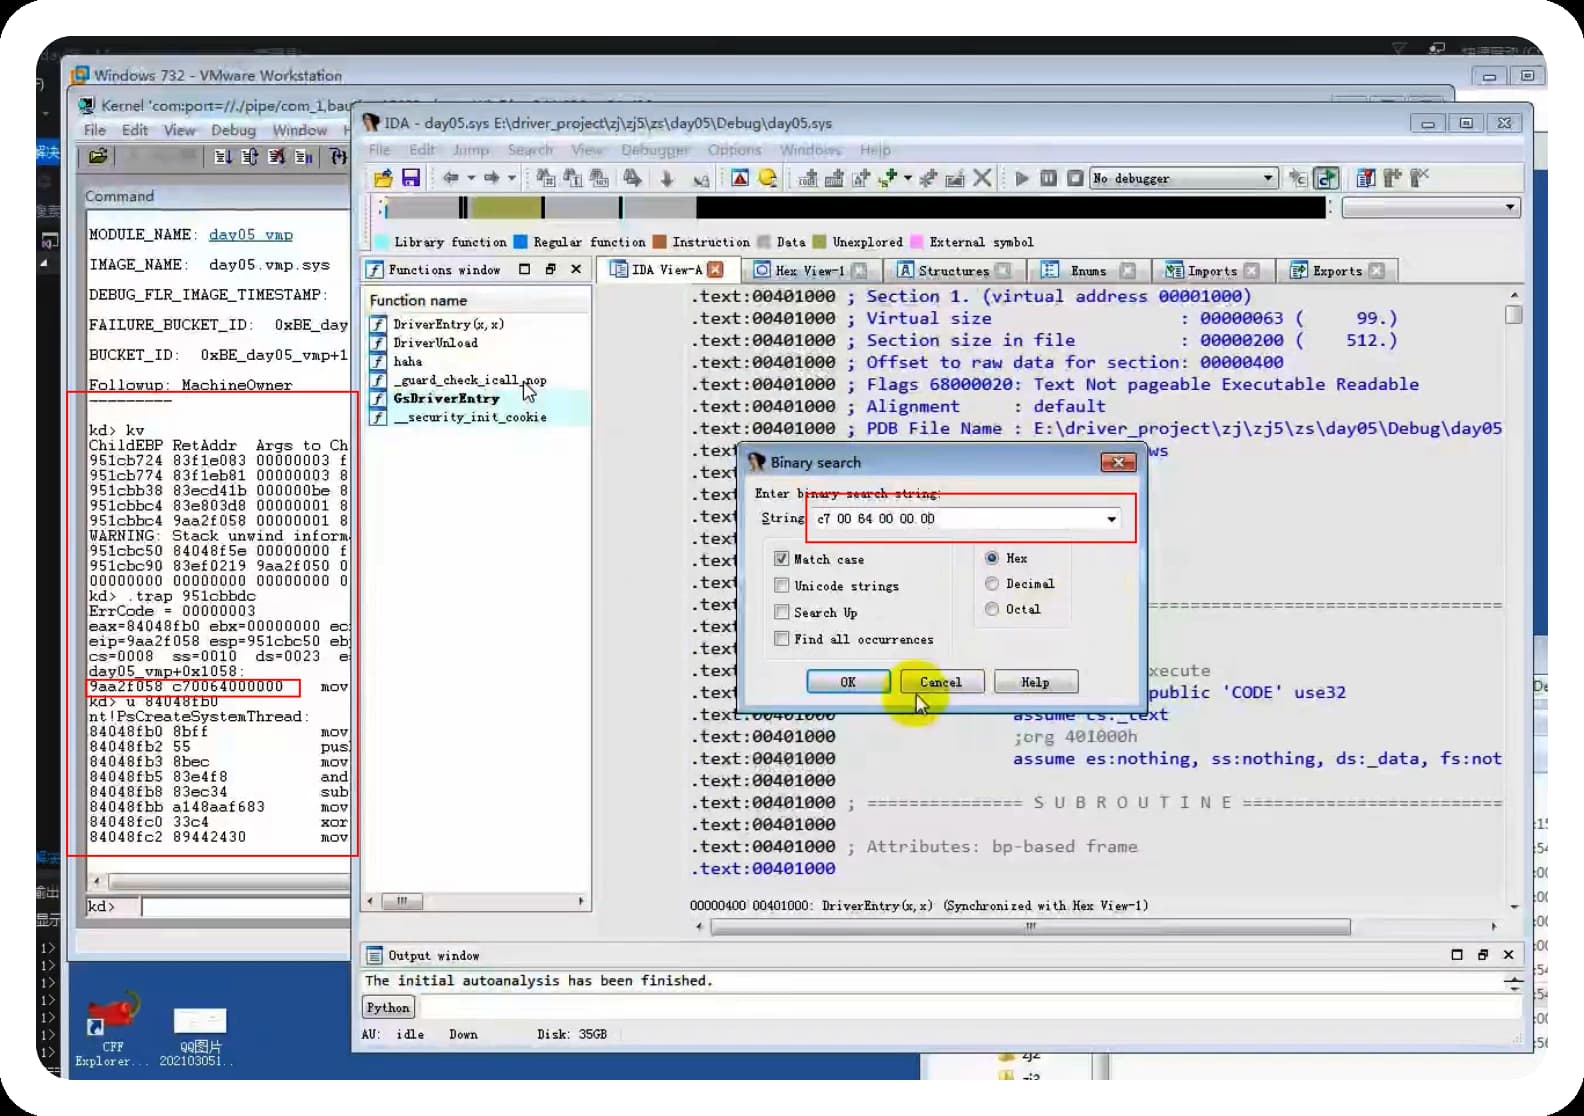 Windows 732 - VMware Workstation
Kernel 'com:port=//./pipe/com_1,bau
File Edit View Debug Window H
Command
MODULE_NAME: day05_vmp
IMAGE_NAME: day05.vmp.sys
DEBUG_FLR_IMAGE_TIMESTAMP:
FAILURE_BUCKET_ID: 0xBE_day
BUCKET_ID: 0xBE_day05_vmp+1
Followup: MachineOwner
---------
kd> kv
ChildEBP RetAddr Args to Ch
951cb724 83f1e083 00000003 f
951cb774 83f1eb81 00000003 8
951cbb38 83ecd41b 000000be 8
951cbbc4 83e803d8 00000001 8
951cbbc4 9aa2f058 00000001 8
WARNING: Stack unwind inform
951cbc50 84048f5e 00000000 f
951cbc90 83ef0219 9aa2f050 0
00000000 00000000 00000000 0
kd> .trap 951cbbdc
ErrCode = 00000003
eax=84048fb0 ebx=00000000 ec
eip=9aa2f058 esp=951cbc50 eb
cs=0008 ss=0010 ds=0023 e
day05_vmp+0x1058:
9aa2f058 c70064000000 mov
kd> u 84048fb0
nt!PsCreateSystemThread:
84048fb0 8bff mov
84048fb2 55 pus
84048fb3 8bec mov
84048fb5 83e4f8 and
84048fb8 83ec34 sub
84048fbb a148aaf683 mov
84048fc0 33c4 xor
84048fc2 89442430 mov
kd>
IDA - day05.sys E:\driver_project\zj\zj5\zs\day05\Debug\day05.sys
File Edit Jump Search View Debugger Options Windows Help
No debugger
Library function Regular function Instruction Data Unexplored External symbol
Functions window
IDA View-A Hex View-1 Structures Enums Imports Exports
Function name
DriverEntry(x,x)
DriverUnload
haha
_guard_check_icall_nop
GsDriverEntry
__security_init_cookie
.text:00401000 ; Section 1. (virtual address 00001000)
.text:00401000 ; Virtual size : 00000063 ( 99.)
.text:00401000 ; Section size in file : 00000200 ( 512.)
.text:00401000 ; Offset to raw data for section: 00000400
.text:00401000 ; Flags 68000020: Text Not pageable Executable Readable
.text:00401000 ; Alignment : default
.text:00401000 ; PDB File Name : E:\driver_project\zj\zj5\zs\day05\Debug\day05
.text ws
.text
.text
.text
.text
.text
.text
.text =================================
.text
.text
.text xecute
.text public 'CODE' use32
.text:00401000 assume cs:_text
.text:00401000 ;org 401000h
.text:00401000 assume es:nothing, ss:nothing, ds:_data, fs:not
.text:00401000
.text:00401000 ; =============== S U B R O U T I N E =========================
.text:00401000
.text:00401000 ; Attributes: bp-based frame
.text:00401000
00000400 00401000: DriverEntry(x,x) (Synchronized with Hex View-1)
Binary search
Enter binary search string:
String c7 00 64 00 00 00
Match case
Unicode strings
Search Up
Find all occurrences
Hex
Decimal
Octal
OK Cancel Help
Output window
The initial autoanalysis has been finished.
Python
AU: idle Down Disk: 35GB
CFF
Explorer...
QQ图片
202103051...
zj2